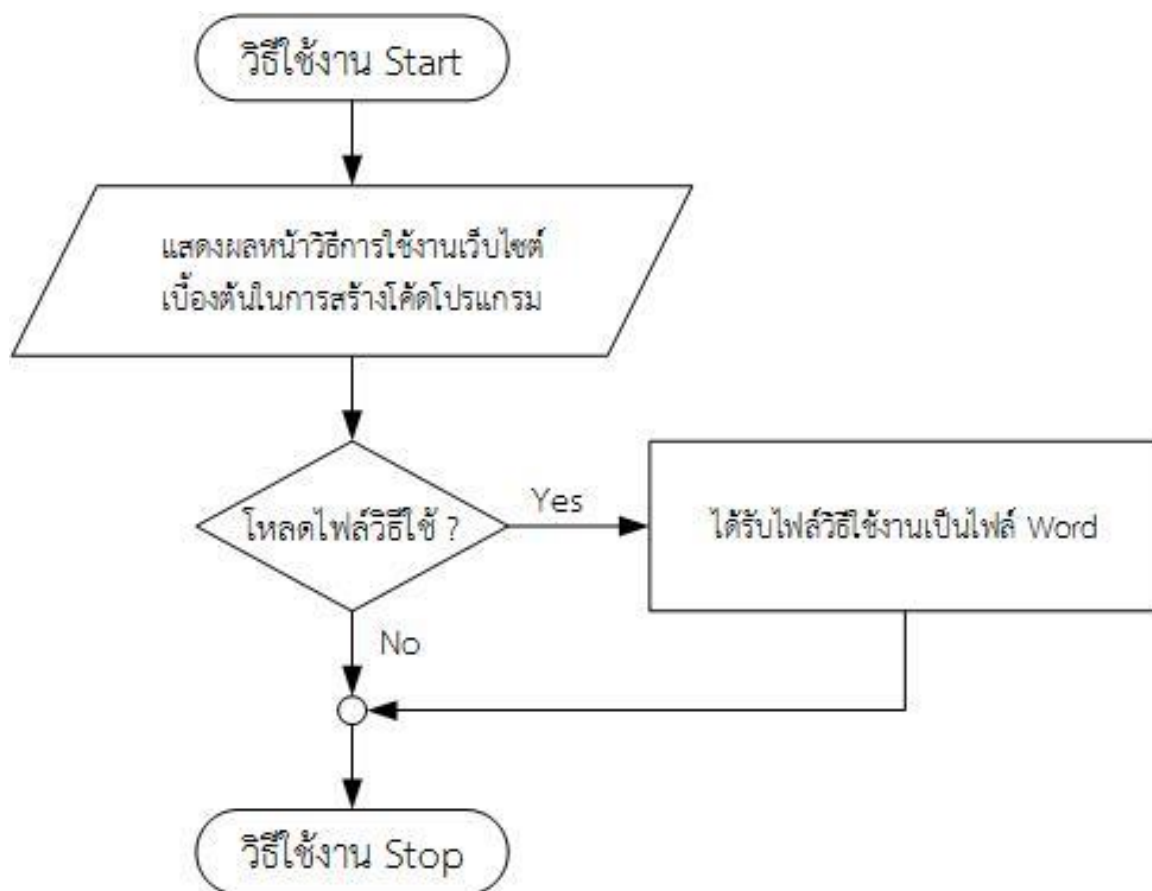 วิธีใช้งาน Start
แสดงผลหน้าวิธีการใช้งานเว็บไซต์
เบื้องต้นในการสร้างโค้ดโปรแกรม
โหลดไฟล์วิธีใช้ ?
Yes
ได้รับไฟล์วิธีใช้งานเป็นไฟล์ Word
No
วิธีใช้งาน Stop